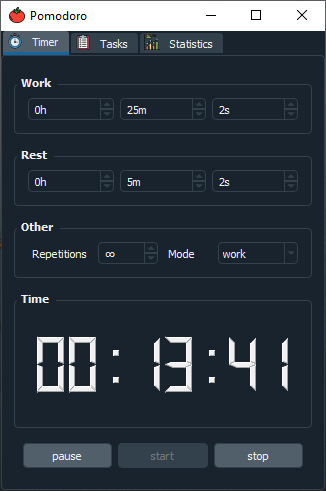 Pomodoro
Timer Tasks Statistics
Work
0h 25m 2s
Rest
0h 5m 2s
Other
Repetitions ∞ Mode work
Time
00:13:41
pause start stop